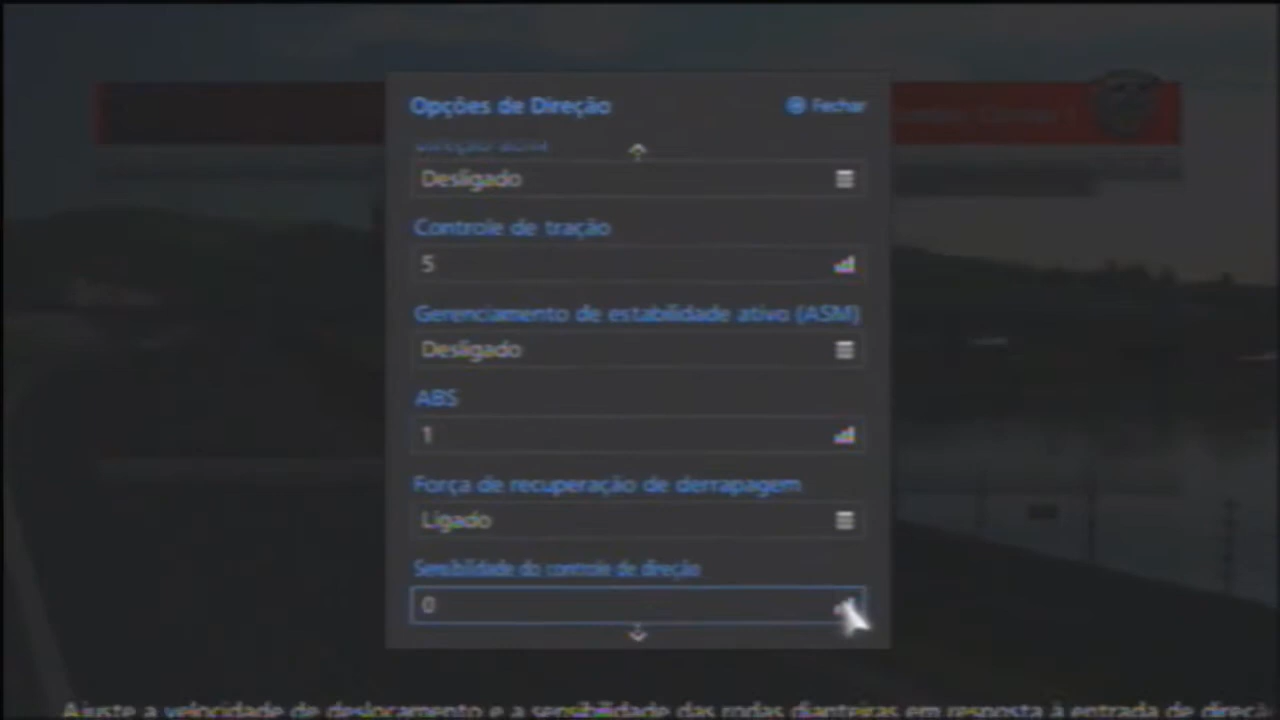 Opções de Direção
Fechar
Desligado
Controle de tração
5
Gerenciamento de estabilidade ativo (ASM)
Desligado
ABS
1
Força de recuperação de derrapagem
Ligado
Sensibilidade do controle de direção
0
Ajuste a velocidade de deslocamento e a sensibilidade das rodas dianteiras em resposta à entrada de direçã